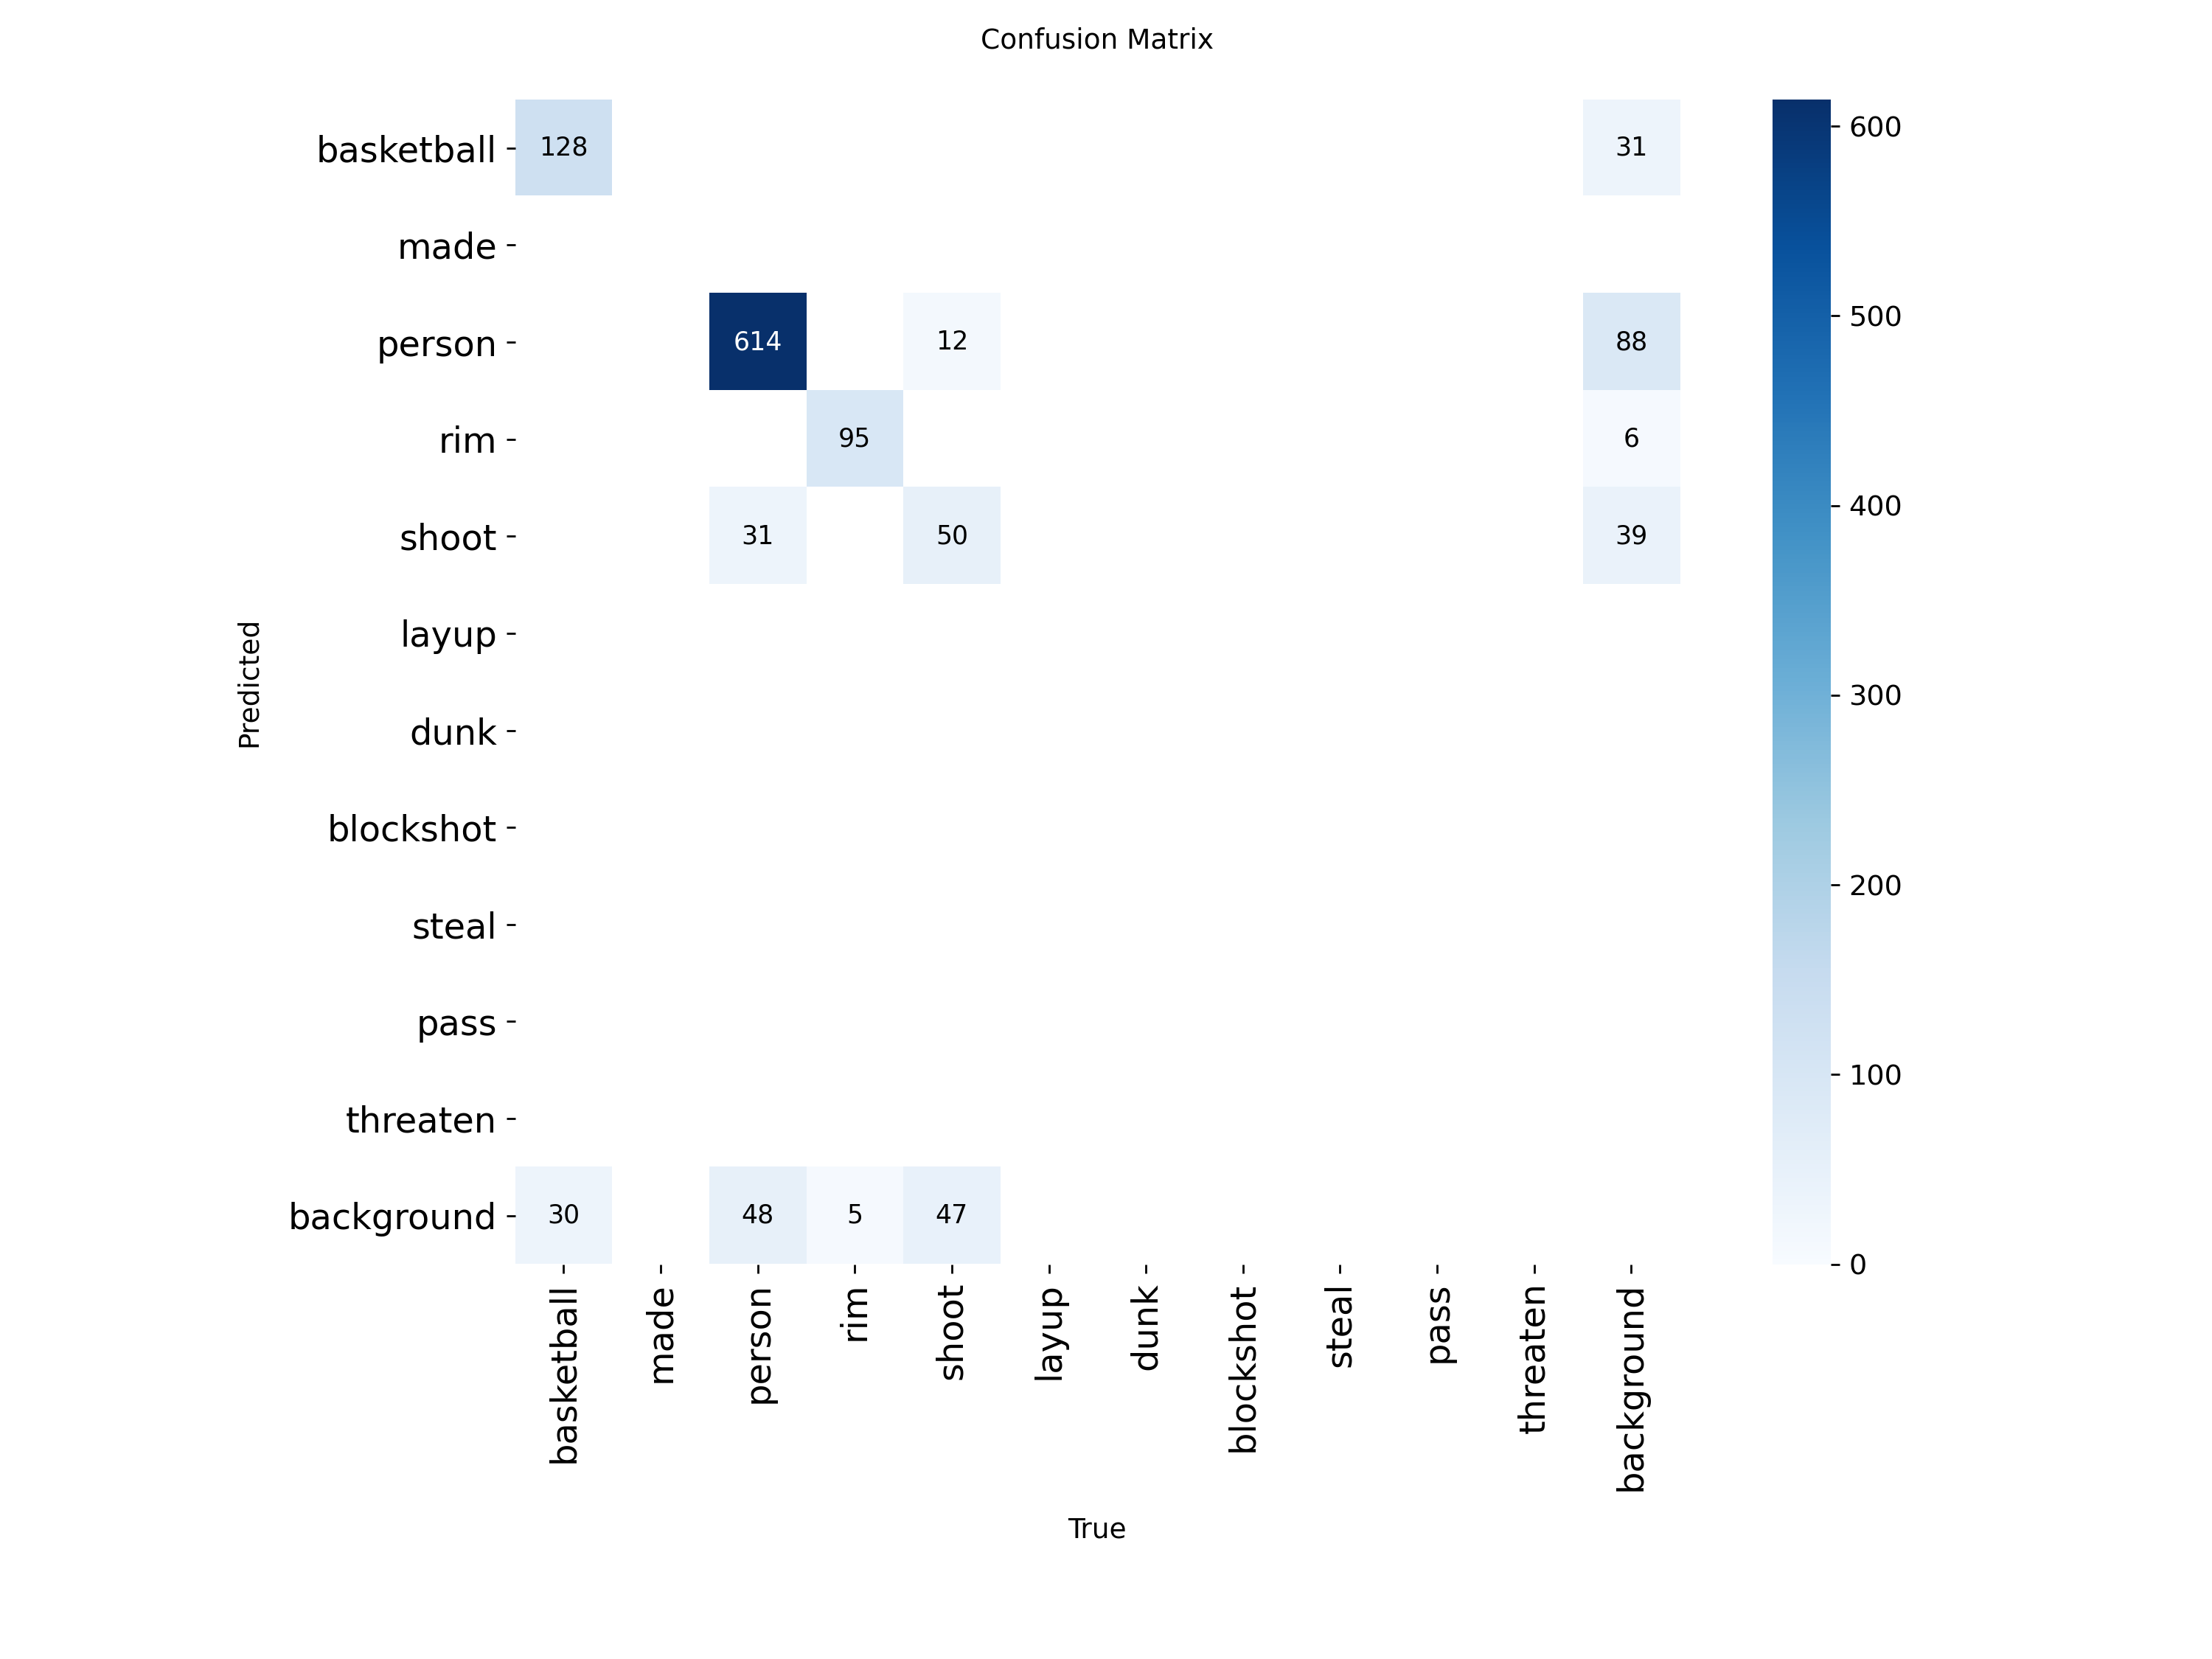 Confusion Matrix
basketball 128 31 600
made
person 614 12 88 500
rim 95 6
shoot 31 50 39 400
layup
dunk 300
blockshot
steal 200
pass
threaten 100
background 30 48 5 47 0
Predicted
basketball made person rim shoot layup dunk blockshot steal pass threaten background
True